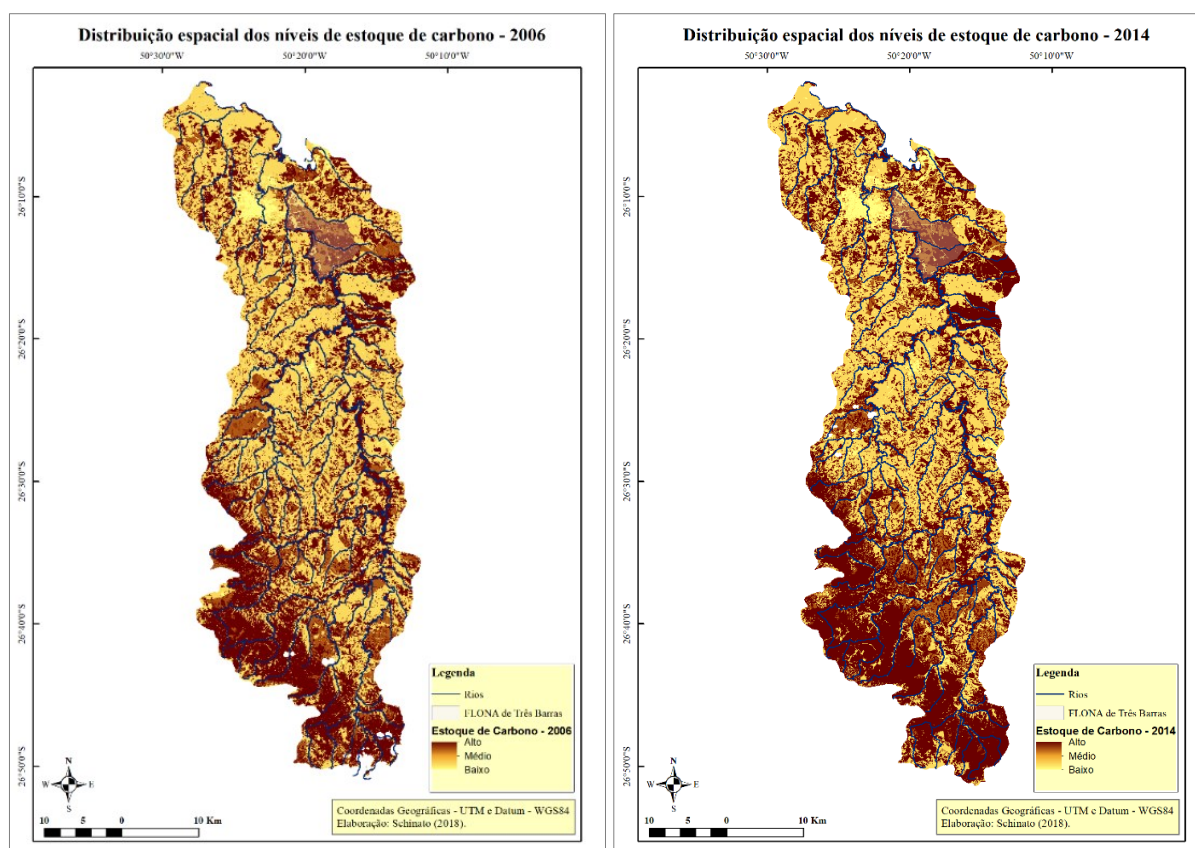 Distribuição espacial dos níveis de estoque de carbono - 2006
50°30'0"W 50°20'0"W 50°10'0"W
26°10'0"S
26°20'0"S
26°30'0"S
26°40'0"S
26°50'0"S
Legenda
Rios
FLONA de Três Barras
Estoque de Carbono - 2006
Alto
Médio
Baixo
N
W E
S
10 5 0 10 Km
Coordenadas Geográficas - UTM e Datum - WGS84
Elaboração: Schinato (2018).
Distribuição espacial dos níveis de estoque de carbono - 2014
50°30'0"W 50°20'0"W 50°10'0"W
26°10'0"S
26°20'0"S
26°30'0"S
26°40'0"S
26°50'0"S
Legenda
Rios
FLONA de Três Barras
Estoque de Carbono - 2014
Alto
Médio
Baixo
N
W E
S
10 5 0 10 Km
Coordenadas Geográficas - UTM e Datum - WGS84
Elaboração: Schinato (2018).